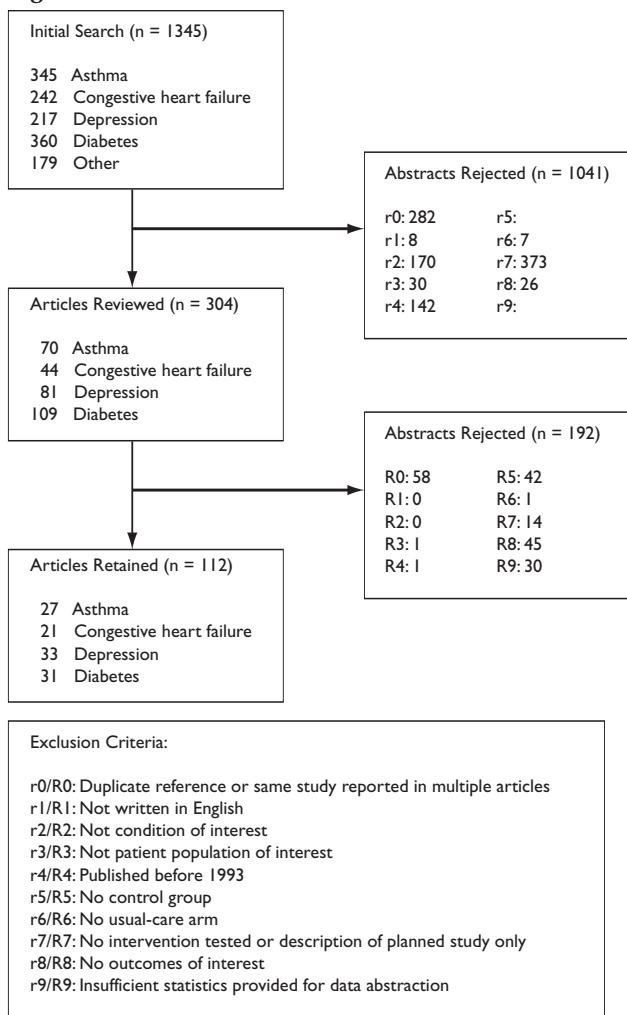 Initial Search (n = 1345)
345 Asthma
242 Congestive heart failure
217 Depression
360 Diabetes
179 Other
Abstracts Rejected (n = 1041)
r0: 282 r5:
r1: 8 r6: 7
r2: 170 r7: 373
r3: 30 r8: 26
r4: 142 r9:
Articles Reviewed (n = 304)
70 Asthma
44 Congestive heart failure
81 Depression
109 Diabetes
Abstracts Rejected (n = 192)
R0: 58 R5: 42
R1: 0 R6: 1
R2: 0 R7: 14
R3: 1 R8: 45
R4: 1 R9: 30
Articles Retained (n = 112)
27 Asthma
21 Congestive heart failure
33 Depression
31 Diabetes
Exclusion Criteria:
r0/R0: Duplicate reference or same study reported in multiple articles
r1/R1: Not written in English
r2/R2: Not condition of interest
r3/R3: Not patient population of interest
r4/R4: Published before 1993
r5/R5: No control group
r6/R6: No usual-care arm
r7/R7: No intervention tested or description of planned study only
r8/R8: No outcomes of interest
r9/R9: Insufficient statistics provided for data abstraction